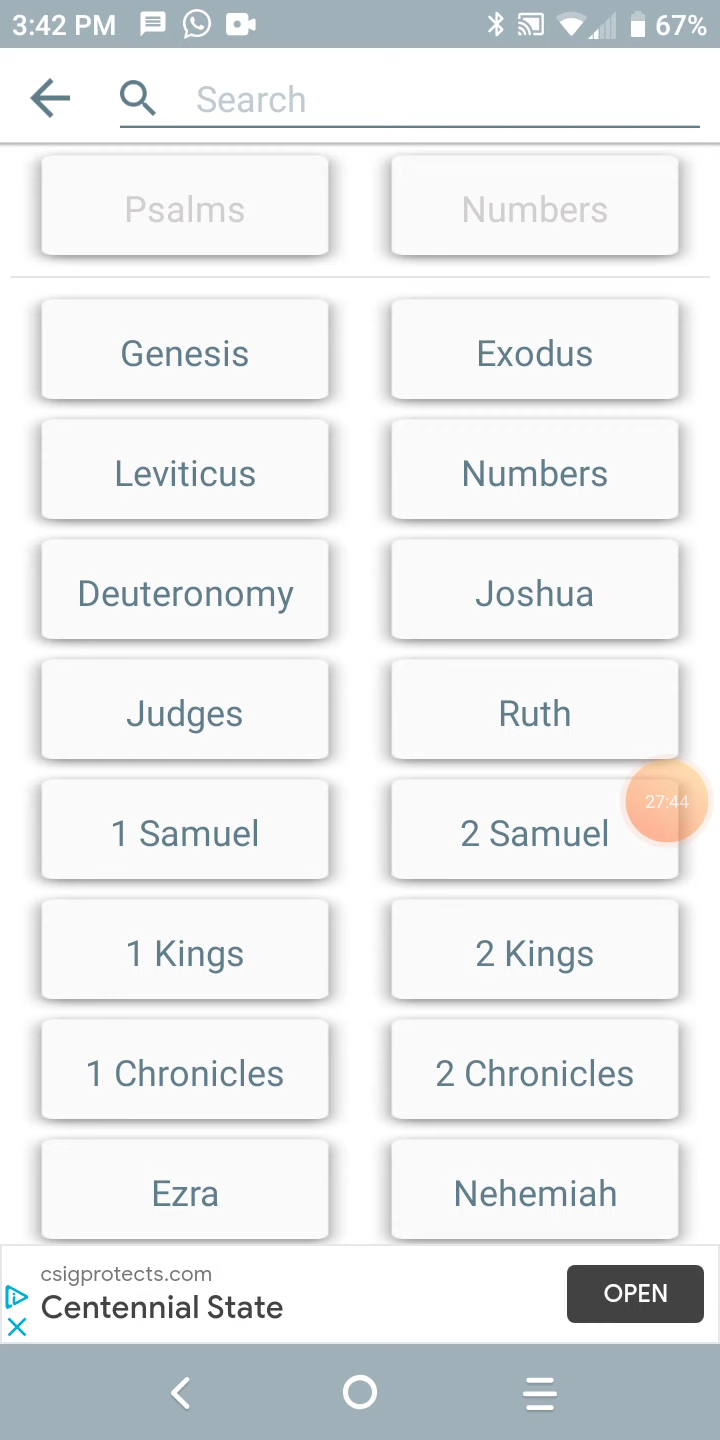 3:42 PM 67%
Search
Psalms Numbers
Genesis Exodus
Leviticus Numbers
Deuteronomy Joshua
Judges Ruth
27:44
1 Samuel 2 Samuel
1 Kings 2 Kings
1 Chronicles 2 Chronicles
Ezra Nehemiah
csigprotects.com
Centennial State
OPEN